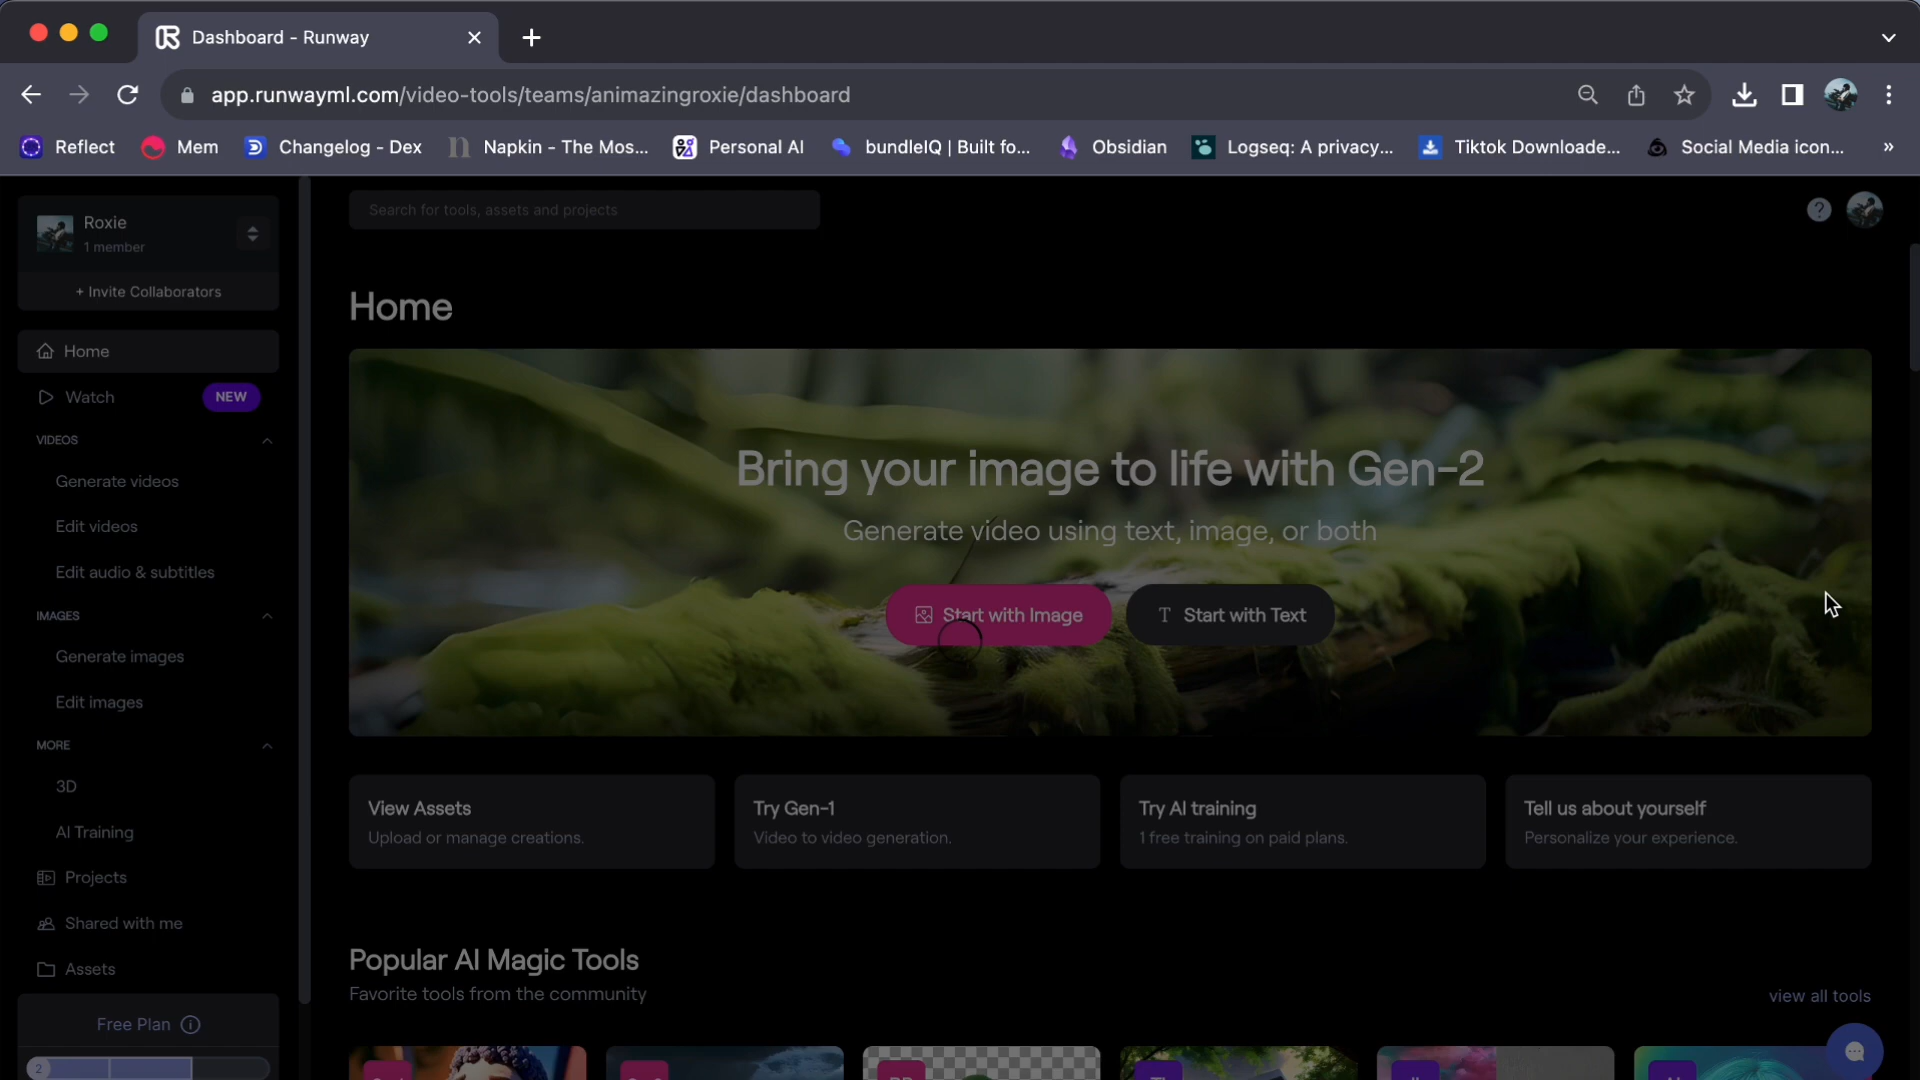 Dashboard - Runway
app.runwayml.com/video-tools/teams/animazingroxie/dashboard
Reflect
Mem
Changelog - Dex
Napkin - The Mos...
Personal AI
bundleIQ | Built fo...
Obsidian
Logseq: A privacy...
Tiktok Downloade...
Social Media icon...
»
Roxie
1 member
+ Invite Collaborators
Search for tools, assets and projects
?
Home
Watch
NEW
VIDEOS
Generate videos
Edit videos
Edit audio & subtitles
IMAGES
Generate images
Edit images
MORE
3D
AI Training
Projects
Shared with me
Assets
Free Plan
2
Home
Bring your image to life with Gen-2
Generate video using text, image, or both
Start with Image
T Start with Text
View Assets
Upload or manage creations.
Try Gen-1
Video to video generation.
Try AI training
1 free training on paid plans.
Tell us about yourself
Personalize your experience.
Popular AI Magic Tools
Favorite tools from the community
view all tools